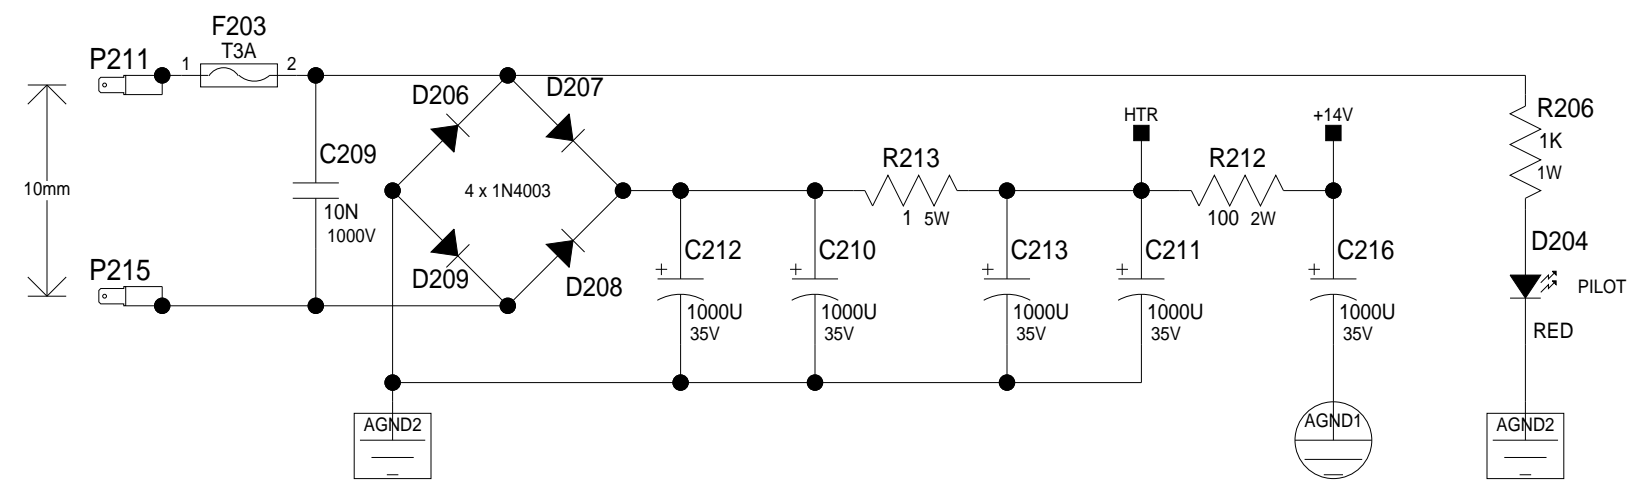 F203
T3A
P211
1
2
D206
D207
C209
10N
1000V
10mm
4 x 1N4003
P215
D209
D208
R213
1 5W
HTR
R212
100 2W
+14V
R206
1K
1W
C212
+
1000U
35V
C210
+
1000U
35V
C213
+
1000U
35V
C211
+
1000U
35V
C216
+
1000U
35V
D204
PILOT
RED
AGND2
AGND1
AGND2